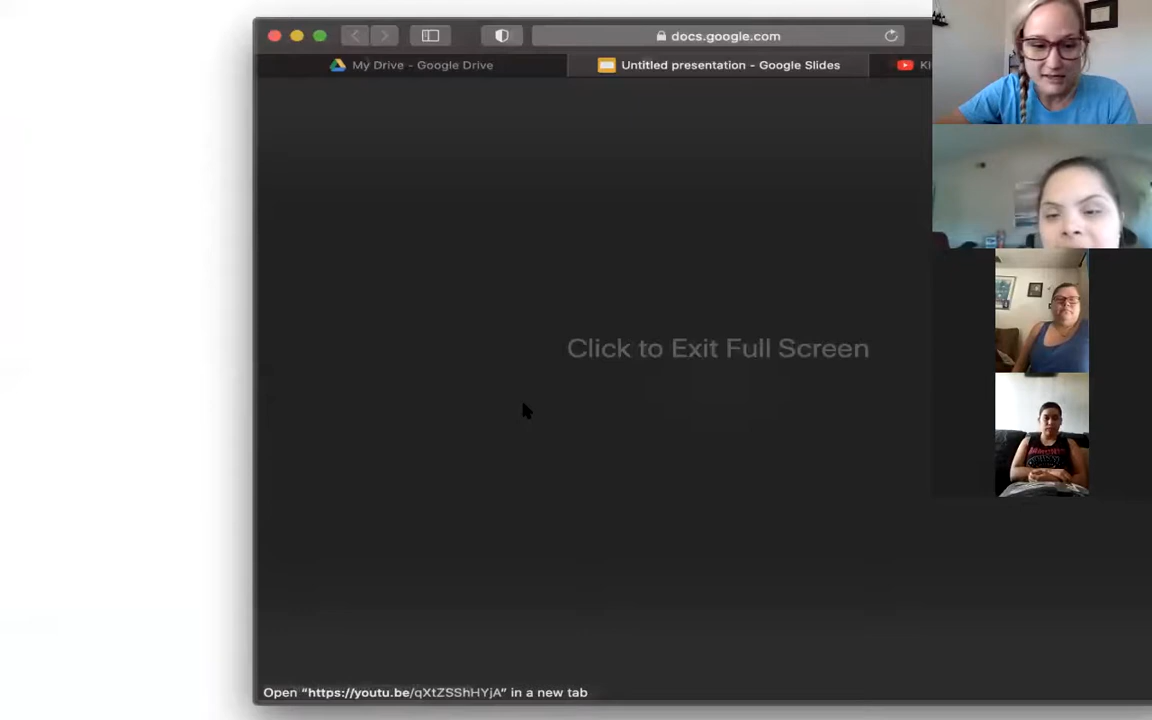 docs.google.com
My Drive - Google Drive
Untitled presentation - Google Slides
Click to Exit Full Screen
Open “https://youtu.be/qXtZSShHYjA” in a new tab